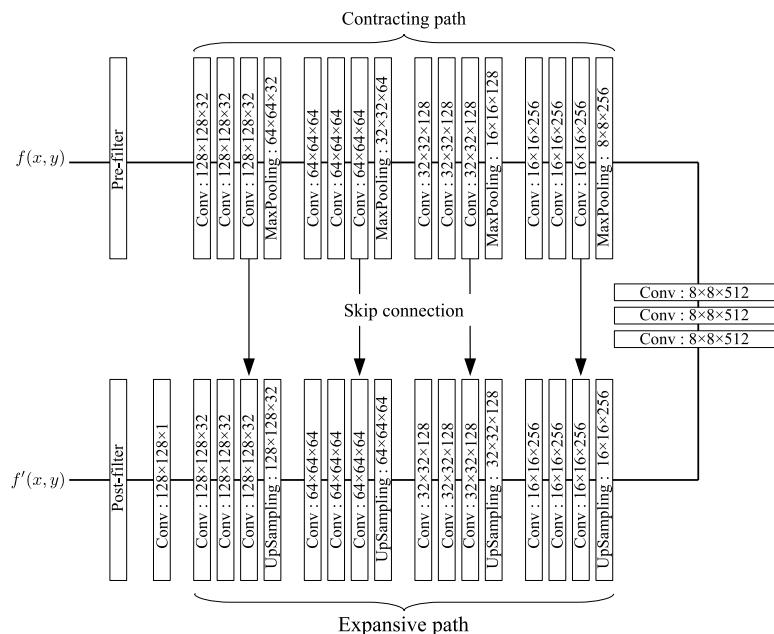 Contracting path
f(x, y)
Pre-filter
Conv : 128×128×32
Conv : 128×128×32
Conv : 128×128×32
MaxPooling : 64×64×32
Conv : 64×64×64
Conv : 64×64×64
Conv : 64×64×64
MaxPooling : 32×32×64
Conv : 32×32×128
Conv : 32×32×128
Conv : 32×32×128
MaxPooling : 16×16×128
Conv : 16×16×256
Conv : 16×16×256
Conv : 16×16×256
MaxPooling : 8×8×256
Skip connection
Conv : 8×8×512
Conv : 8×8×512
Conv : 8×8×512
f′(x, y)
Post-filter
Conv : 128×128×1
Conv : 128×128×32
Conv : 128×128×32
Conv : 128×128×32
UpSampling : 128×128×32
Conv : 64×64×64
Conv : 64×64×64
Conv : 64×64×64
UpSampling : 64×64×64
Conv : 32×32×128
Conv : 32×32×128
Conv : 32×32×128
UpSampling : 32×32×128
Conv : 16×16×256
Conv : 16×16×256
Conv : 16×16×256
UpSampling : 16×16×256
Expansive path